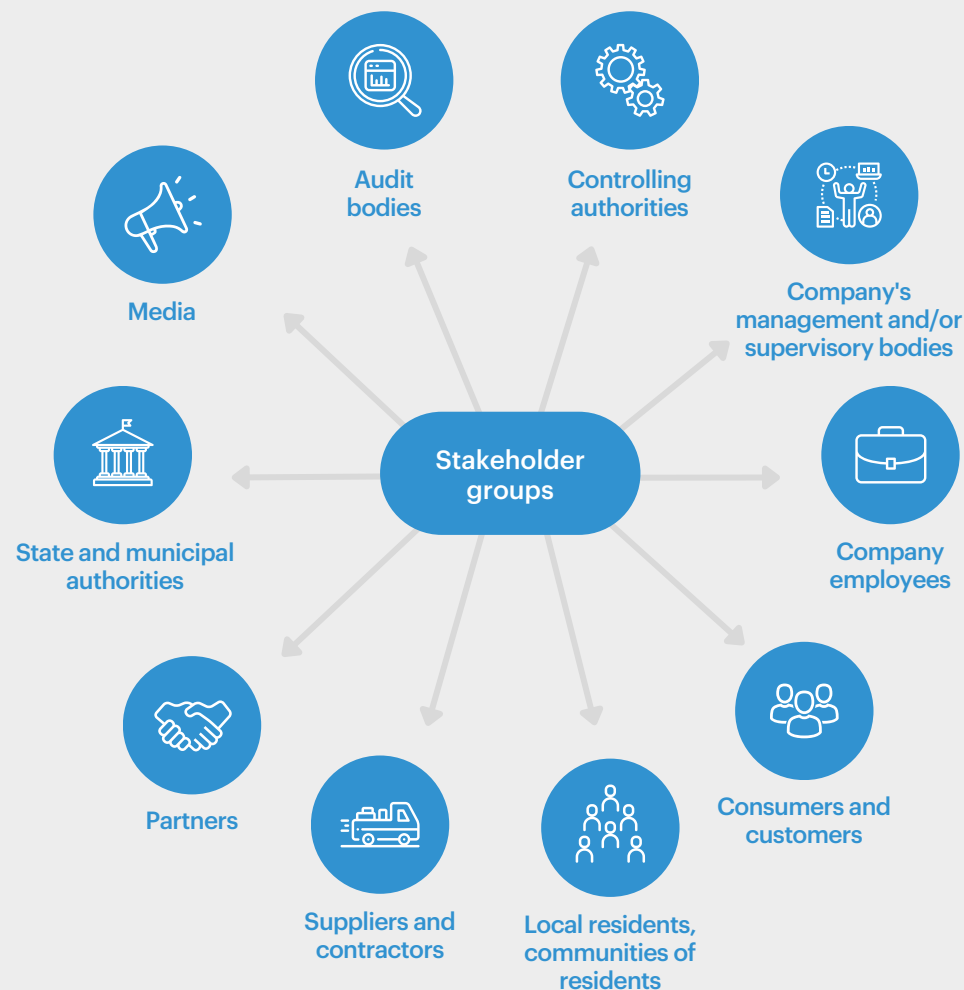 Audit
bodies
Controlling
authorities
Media
Company's
management and/or
supervisory bodies
Stakeholder
groups
State and municipal
authorities
Company
employees
Partners
Consumers and
customers
Suppliers and
contractors
Local residents,
communities of
residents